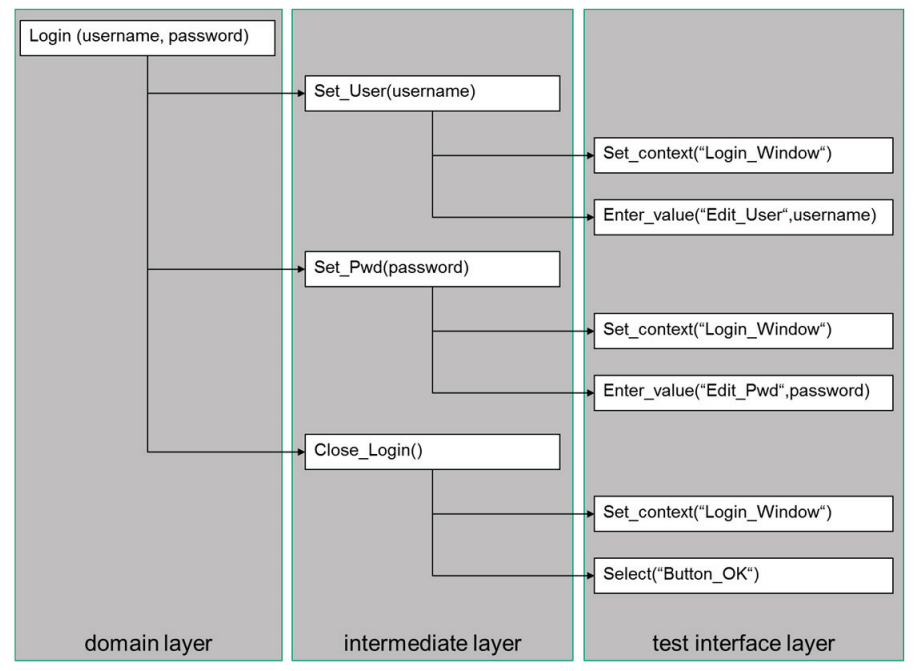 Login (username, password)
Set_User(username)
Set_context(“Login_Window“)
Enter_value(“Edit_User“,username)
Set_Pwd(password)
Set_context(“Login_Window“)
Enter_value(“Edit_Pwd“,password)
Close_Login()
Set_context(“Login_Window“)
Select(“Button_OK“)
domain layer
intermediate layer
test interface layer